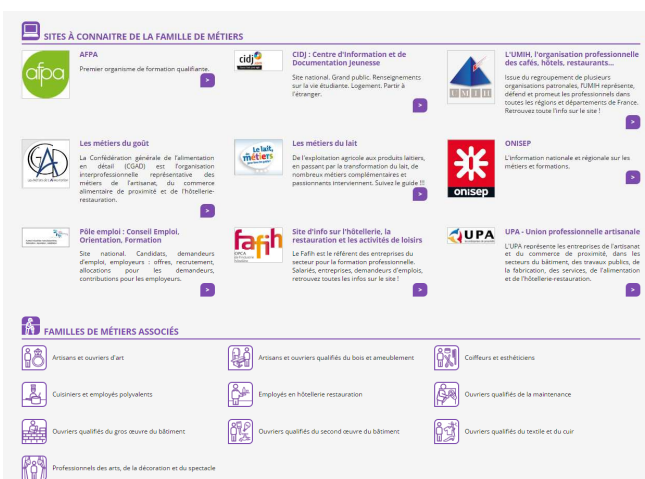 SITES À CONNAITRE DE LA FAMILLE DE MÉTIERS
afpa
AFPA
Premier organisme de formation qualifiante.
>
cidj
CIDJ : Centre d'Information et de
Documentation Jeunesse
Site national. Grand public. Renseignements
sur la vie étudiante. Logement. Partir à
l'étranger.
>
UMIH
L'UMIH, l'organisation professionnelle
des cafés, hôtels, restaurants...
Issue du regroupement de plusieurs
organisations patronales, l'UMIH représente,
défend et promeut les professionnels dans
toutes les régions et départements de France.
Retrouvez toute l'info sur le site !
>
Les métiers du goût
La Confédération générale de l'alimentation
en détail (CGAD) est l'organisation
interprofessionnelle représentative des
métiers de l'artisanat, du commerce
alimentaire de proximité et de l'hôtellerie-
restauration.
>
Le lait,
métiers
Les métiers du lait
De l'exploitation agricole aux produits laitiers,
en passant par la transformation du lait, de
nombreux métiers complémentaires et
passionnants interviennent. Suivez le guide !!!
>
onisep
ONISEP
L'information nationale et régionale sur les
métiers et formations.
>
Pôle emploi : Conseil Emploi,
Orientation, Formation
Site national. Candidats, demandeurs
d'emploi, employeurs : offres, recrutement,
allocations pour les demandeurs,
contributions pour les employeurs.
>
fafih
Site d'info sur l'hôtellerie, la
restauration et les activités de loisirs
Le Fafih est le référent des entreprises du
secteur pour la formation professionnelle.
Salariés, entreprises, demandeurs d'emplois,
retrouvez toutes les infos sur le site !
>
UPA
UPA - Union professionnelle artisanale
L'UPA représente les entreprises de l'artisanat
et du commerce de proximité, dans les
secteurs du bâtiment, des travaux publics, de
la fabrication, des services, de l'alimentation
et de l'hôtellerie-restauration.
>
FAMILLES DE MÉTIERS ASSOCIÉS
Artisans et ouvriers d'art
Artisans et ouvriers qualifiés du bois et ameublement
Coiffeurs et esthéticiens
Cuisiniers et employés polyvalents
Employés en hôtellerie restauration
Ouvriers qualifiés de la maintenance
Ouvriers qualifiés du gros œuvre du bâtiment
Ouvriers qualifiés du second œuvre du bâtiment
Ouvriers qualifiés du textile et du cuir
Professionnels des arts, de la décoration et du spectacle